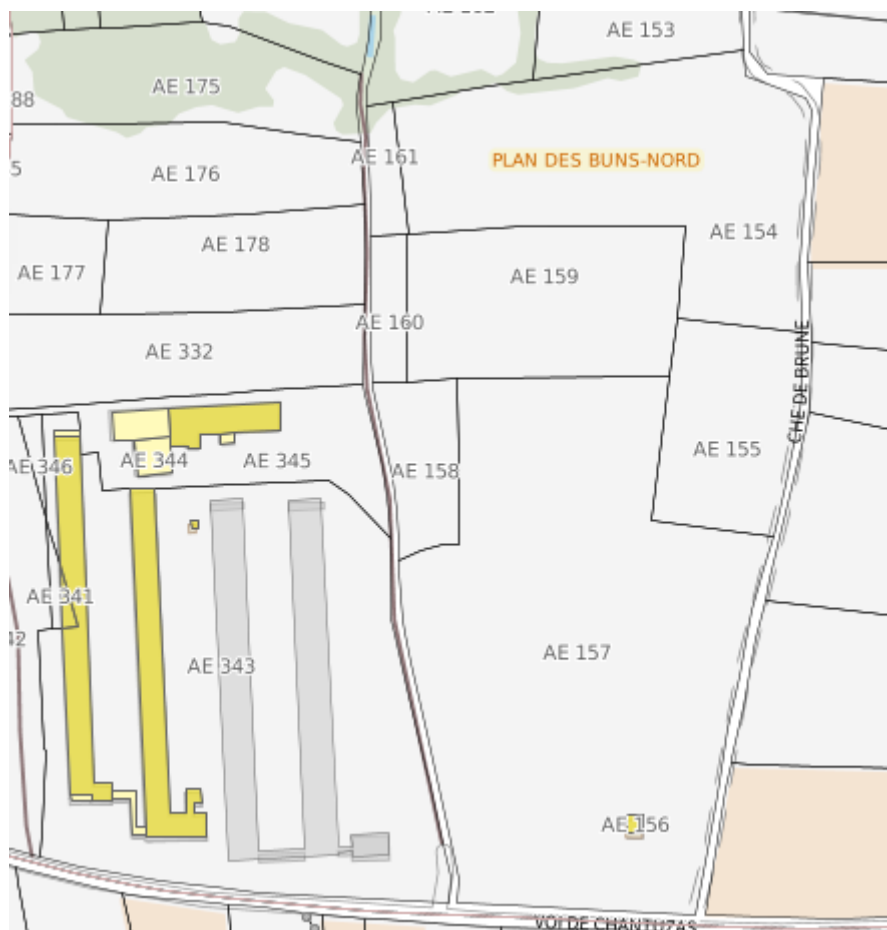 AE 153
AE 175
88
AE 161
PLAN DES BUNS-NORD
5
AE 176
AE 154
AE 178
AE 177
AE 159
AE 160
AE 332
CHE DE BRUNE
AE 155
AE 346
AE 344
AE 345
AE 158
AE 341
42
AE 157
AE 343
AE 156